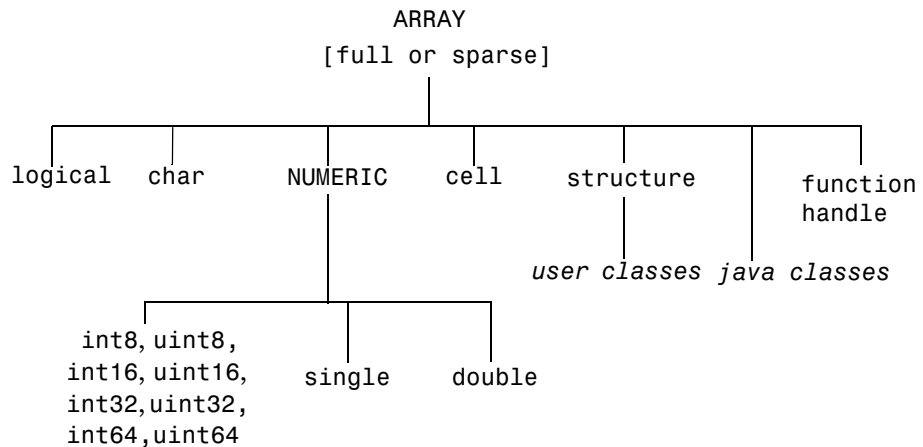 ARRAY
[full or sparse]
logical char NUMERIC cell structure function
handle
user classes java classes
int8, uint8,
int16, uint16,
int32, uint32,
int64, uint64
single double